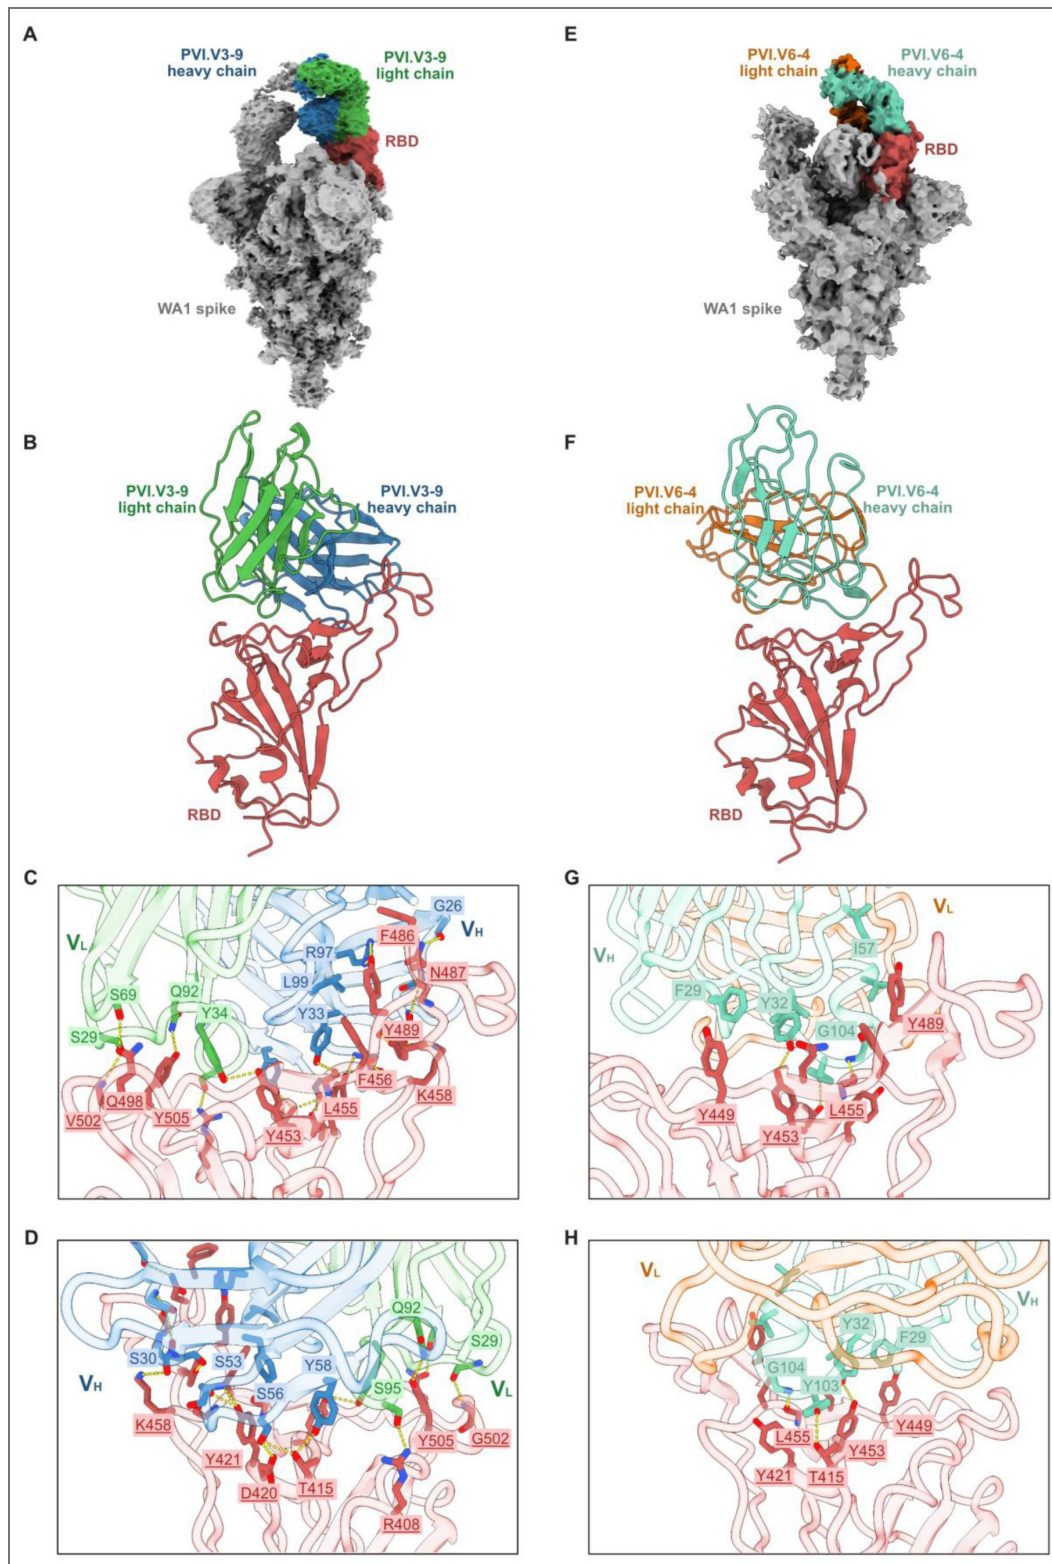 A
PVI.V3-9
heavy chain
PVI.V3-9
light chain
RBD
WA1 spike
E
PVI.V6-4
light chain
PVI.V6-4
heavy chain
RBD
WA1 spike
B
PVI.V3-9
light chain
PVI.V3-9
heavy chain
RBD
F
PVI.V6-4
light chain
PVI.V6-4
heavy chain
RBD
C
VL
VH
G26
F486
R97
N487
L99
S69
Q92
Y34
Y33
Y489
S29
F456
K458
V502
Q498
Y505
L455
Y453
G
VL
VH
I57
F29
Y32
G104
Y489
Y449
L455
Y453
D
Q92
S29
S30
S53
Y58
VH
S56
S95
VL
K458
Y421
Y505
G502
D420
T415
R408
H
VL
VH
Y32
F29
G104
Y103
Y449
L455
Y453
Y421
T415